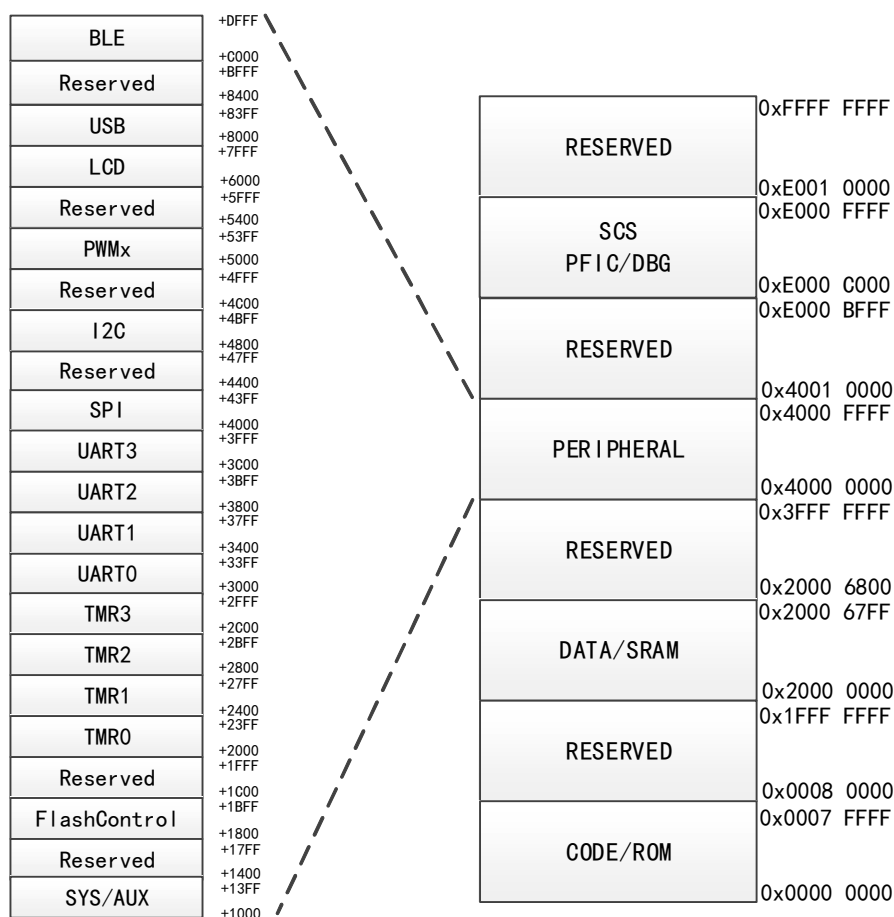 BLE
+DFFF
+C000
Reserved
+BFFF
+8400
USB
+83FF
+8000
LCD
+7FFF
+6000
Reserved
+5FFF
+5400
PWMx
+53FF
+5000
Reserved
+4FFF
+4C00
I2C
+4BFF
+4800
Reserved
+47FF
+4400
SPI
+43FF
+4000
UART3
+3FFF
+3C00
UART2
+3BFF
+3800
UART1
+37FF
+3400
UART0
+33FF
+3000
TMR3
+2FFF
+2C00
TMR2
+2BFF
+2800
TMR1
+27FF
+2400
TMR0
+23FF
+2000
Reserved
+1FFF
+1C00
FlashControl
+1BFF
+1800
Reserved
+17FF
+1400
SYS/AUX
+13FF
+1000
0xFFFF FFFF
RESERVED
0xE001 0000
0xE000 FFFF
SCS
PFIC/DBG
0xE000 C000
0xE000 BFFF
RESERVED
0x4001 0000
0x4000 FFFF
PERIPHERAL
0x4000 0000
0x3FFF FFFF
RESERVED
0x2000 6800
0x2000 67FF
DATA/SRAM
0x2000 0000
0x1FFF FFFF
RESERVED
0x0008 0000
0x0007 FFFF
CODE/ROM
0x0000 0000